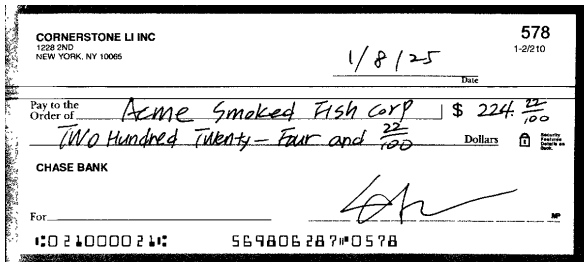 CORNERSTONE LI INC
578
1228 2ND
1-2/210
NEW YORK, NY 10065
1/8/25
Date
Pay to the
Order of Acme Smoked Fish Corp $ 224. 22/100
Two Hundred Twenty-Four and 22/100 Dollars
Security
Features
Details on
Back.
CHASE BANK
For
MP
⑆021000021⑆ 569806287⑈0578